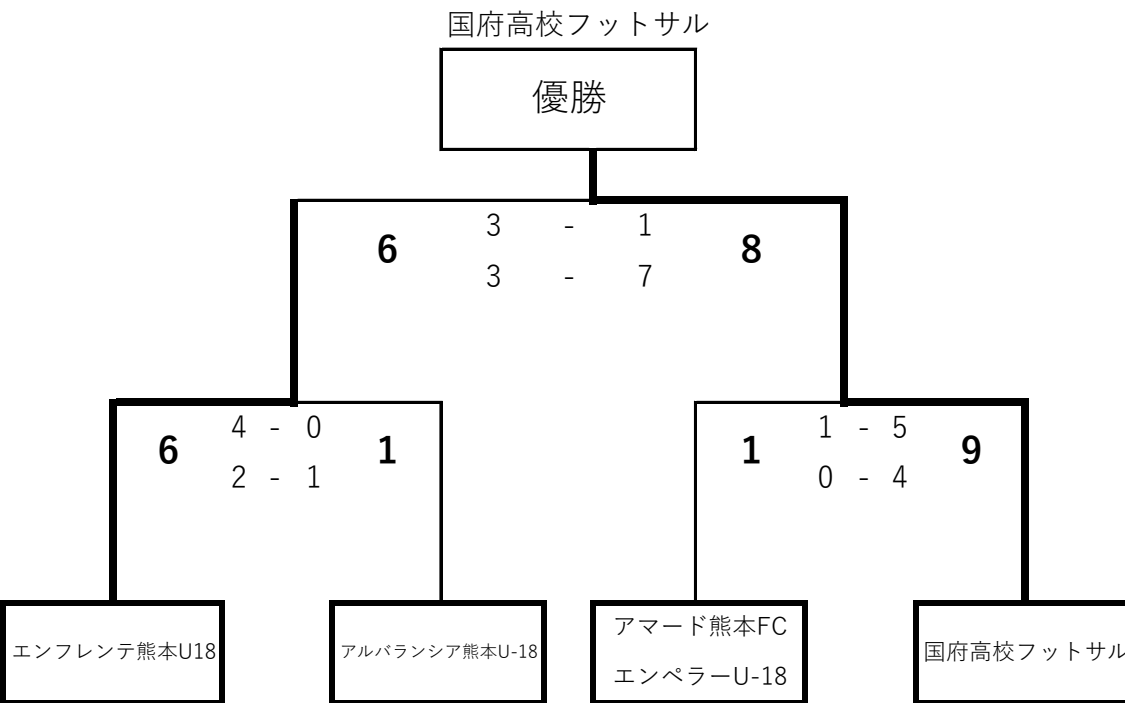 国府高校フットサル
優勝
6 3 - 1 8
3 - 7
6 4 - 0 1
2 - 1
1 1 - 5 9
0 - 4
エンフレンテ熊本U18
アルバランシア熊本U-18
アマード熊本FC
エンペラーU-18
国府高校フットサル